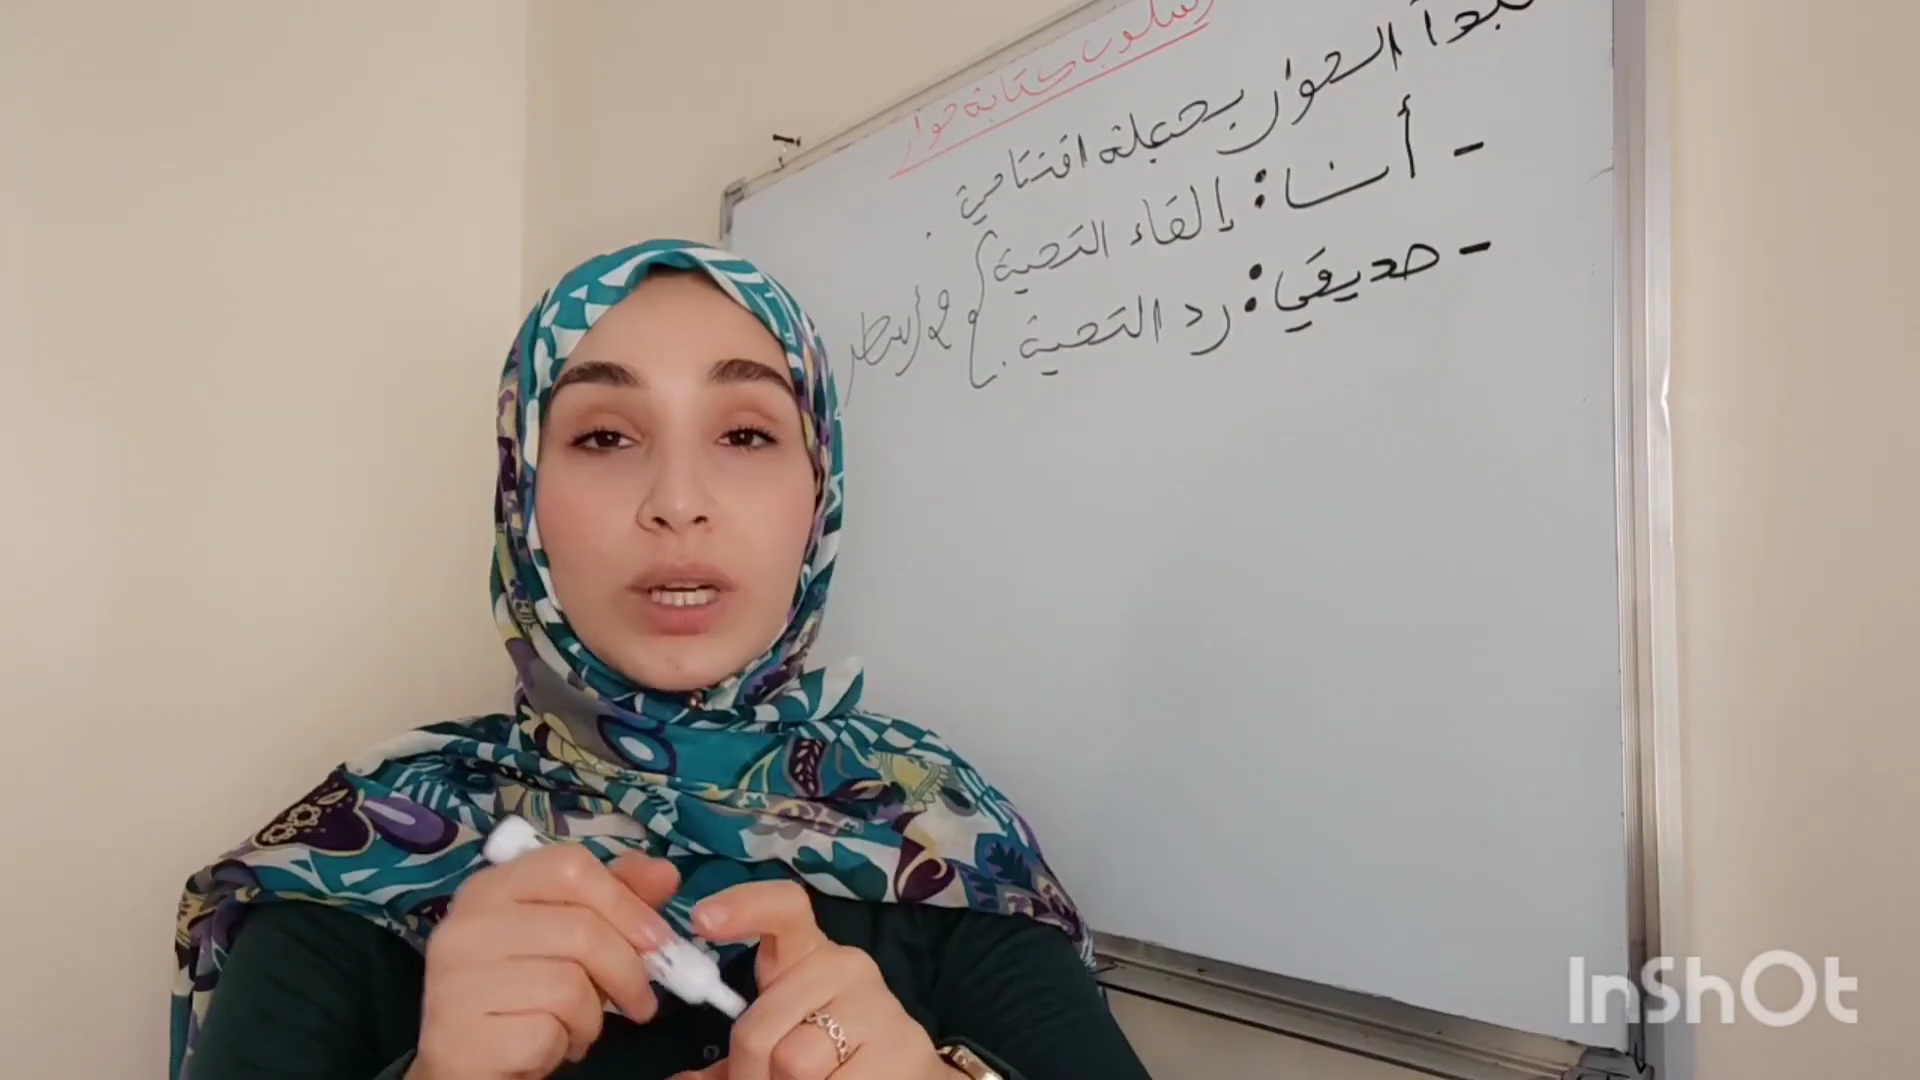 أسلوب كتابة حوار
نبدأ الحوار بجملة افتتاحية.
- أنا: إلقاء التحية
- صديقي: رد التحية.
InShOt